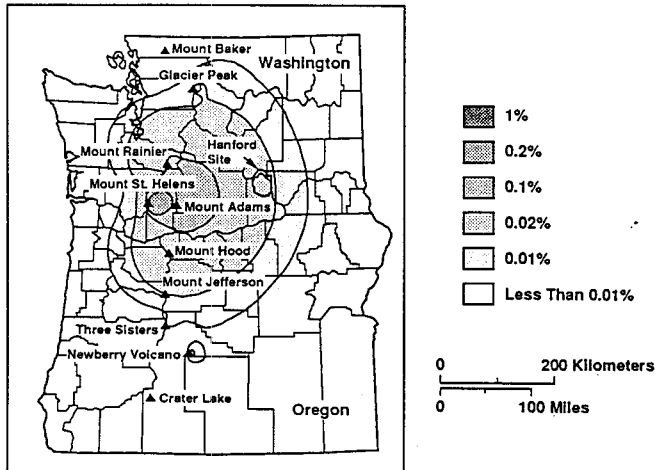 Mount Baker
Washington
Glacier Peak
Hanford
Site
Mount Rainier
Mount St. Helens
Mount Adams
Mount Hood
Mount Jefferson
Three Sisters
Newberry Volcano
Crater Lake
Oregon
1%
0.2%
0.1%
0.02%
0.01%
Less Than 0.01%
0 200 Kilometers
0 100 Miles